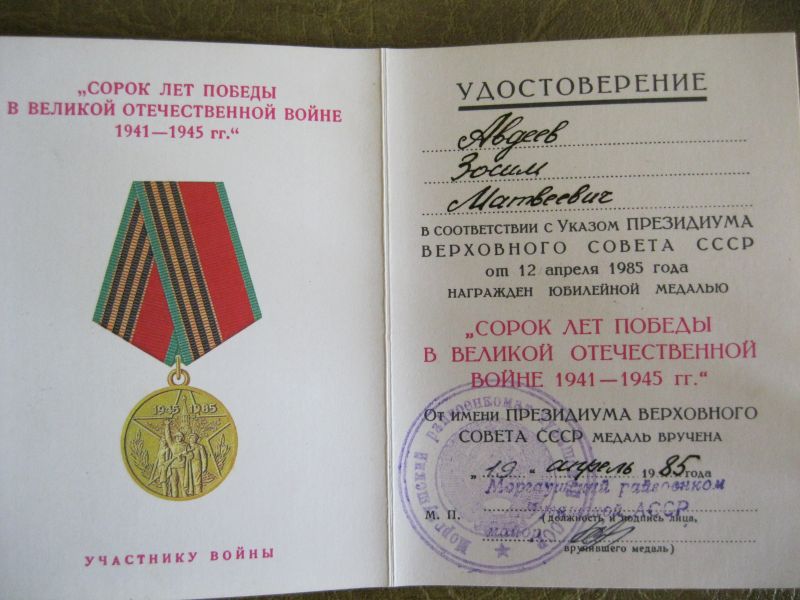 „СОРОК ЛЕТ ПОБЕДЫ
В ВЕЛИКОЙ ОТЕЧЕСТВЕННОЙ ВОЙНЕ
1941—1945 гг.“
1945 1985
УЧАСТНИКУ ВОЙНЫ
УДОСТОВЕРЕНИЕ
Авдеев
Зосим
Матвеевич
В СООТВЕТСТВИИ С УКАЗОМ ПРЕЗИДИУМА
ВЕРХОВНОГО СОВЕТА СССР
от 12 апреля 1985 года
НАГРАЖДЕН ЮБИЛЕЙНОЙ МЕДАЛЬЮ
„СОРОК ЛЕТ ПОБЕДЫ
В ВЕЛИКОЙ ОТЕЧЕСТВЕННОЙ
ВОЙНЕ 1941—1945 гг.“
От имени ПРЕЗИДИУМА ВЕРХОВНОГО
СОВЕТА СССР МЕДАЛЬ ВРУЧЕНА
„19“ апрель 1985 года
Моргаушский райвоенком
Чувашской АССР
М. П. (должность и подпись лица,
майор
вручившего медаль)